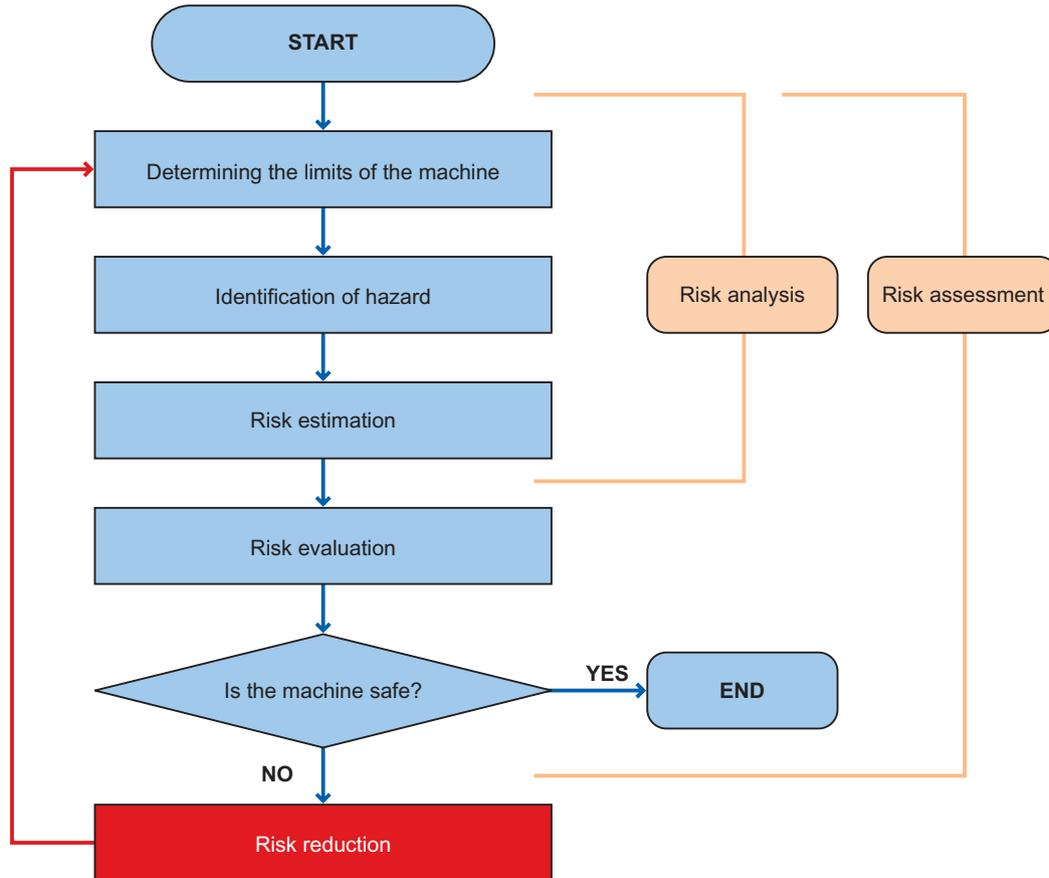 START
Determining the limits of the machine
Identification of hazard
Risk analysis
Risk assessment
Risk estimation
Risk evaluation
Is the machine safe?
YES
END
NO
Risk reduction